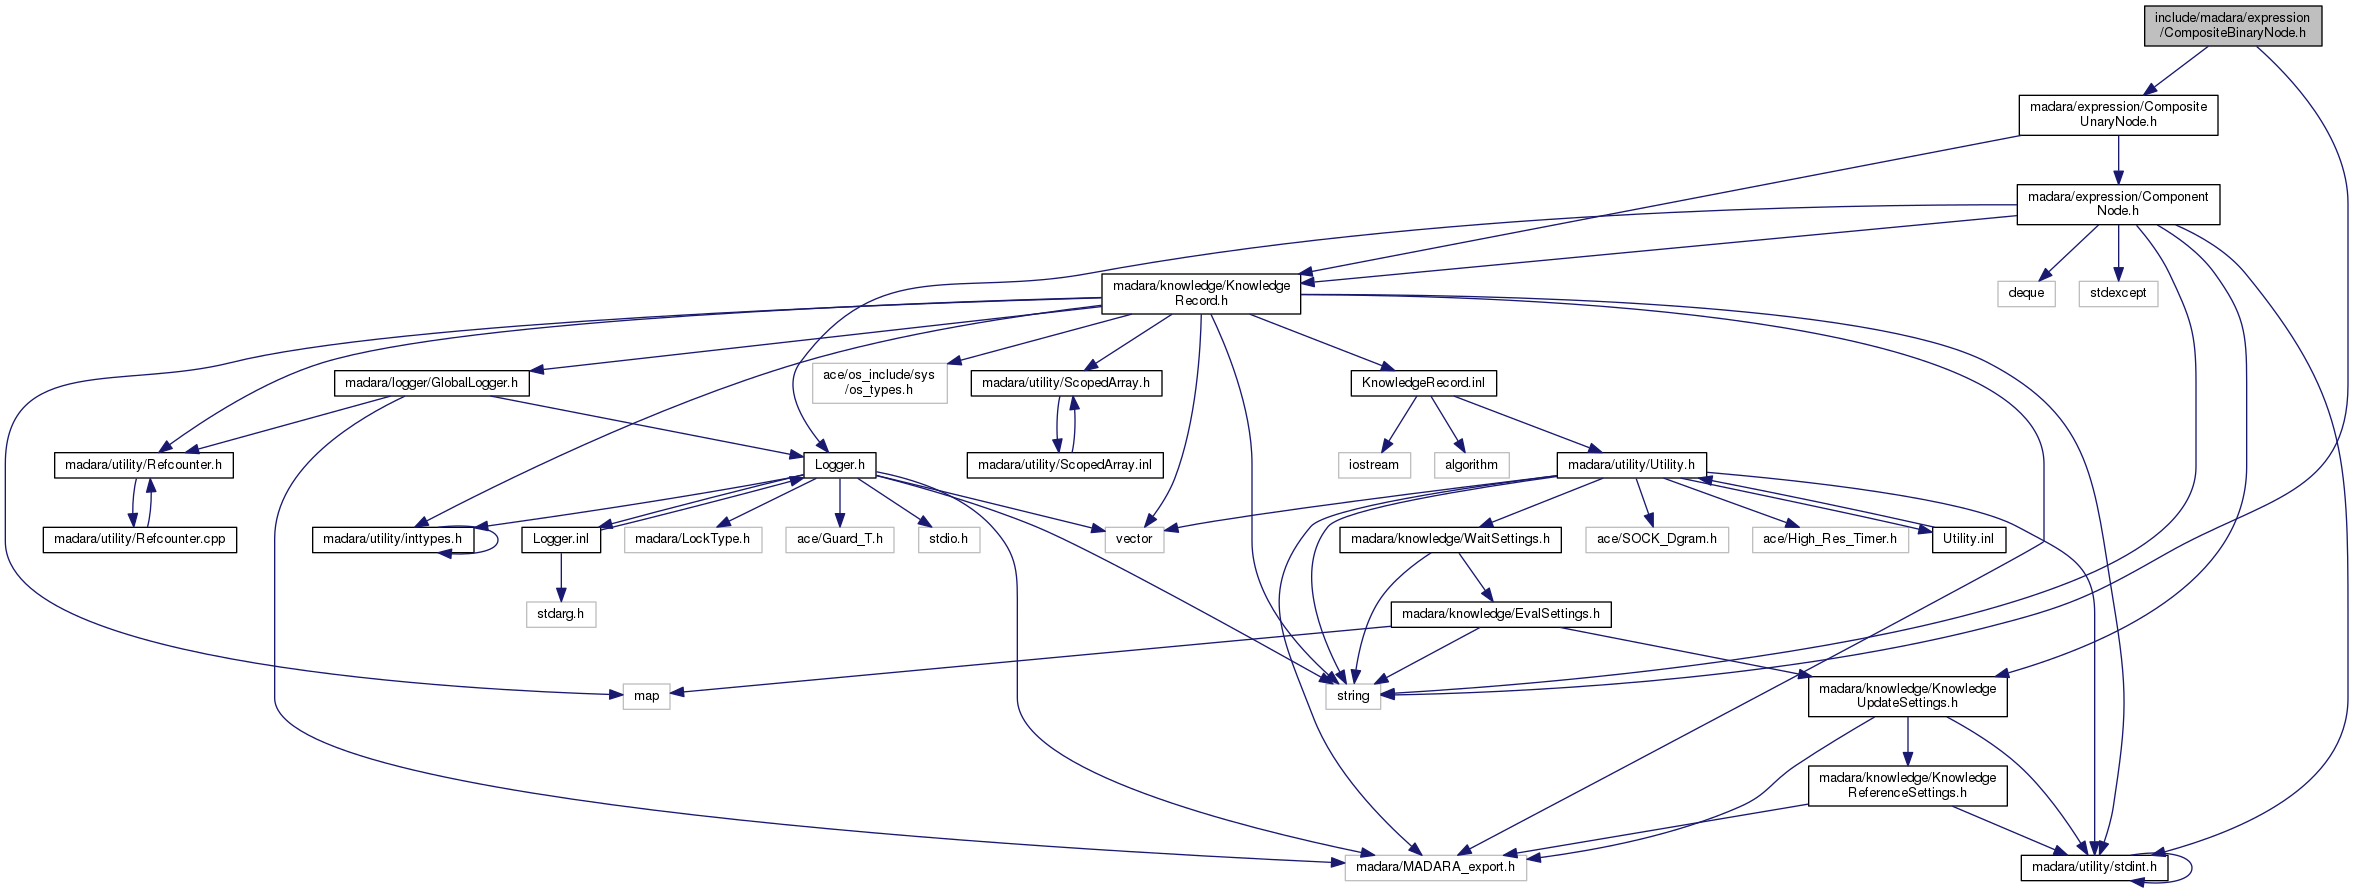 include/madara/expression
/CompositeBinaryNode.h
madara/expression/Composite
UnaryNode.h
madara/expression/Component
Node.h
madara/knowledge/Knowledge
Record.h
deque
stdexcept
madara/logger/GlobalLogger.h
ace/os_include/sys
/os_types.h
madara/utility/ScopedArray.h
KnowledgeRecord.inl
madara/utility/Refcounter.h
Logger.h
madara/utility/ScopedArray.inl
iostream
algorithm
madara/utility/Utility.h
madara/utility/Refcounter.cpp
madara/utility/inttypes.h
Logger.inl
madara/LockType.h
ace/Guard_T.h
stdio.h
vector
madara/knowledge/WaitSettings.h
ace/SOCK_Dgram.h
ace/High_Res_Timer.h
Utility.inl
stdarg.h
madara/knowledge/EvalSettings.h
map
string
madara/knowledge/Knowledge
UpdateSettings.h
madara/knowledge/Knowledge
ReferenceSettings.h
madara/MADARA_export.h
madara/utility/stdint.h